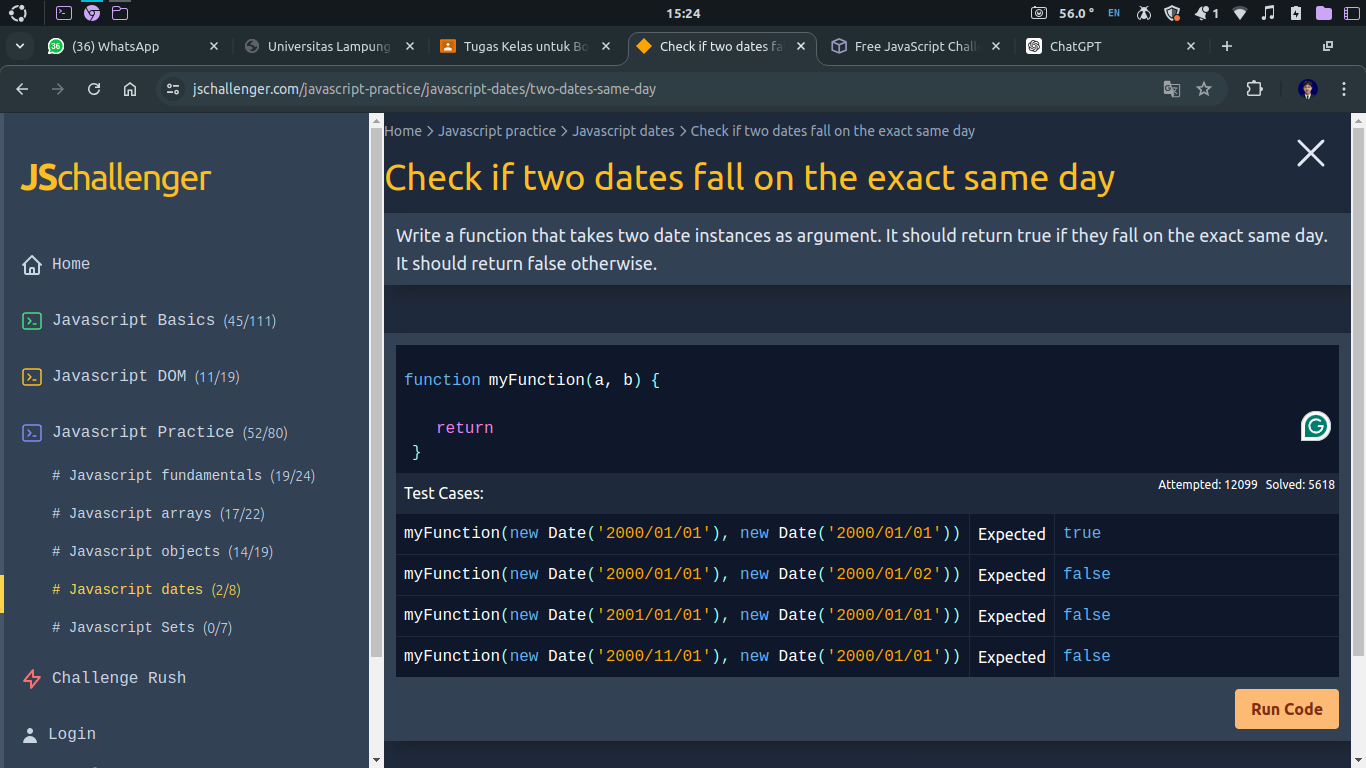 15:24
56.0 °
EN
1
36
(36) WhatsApp
Universitas Lampung
Tugas Kelas untuk Bo
Check if two dates fa
Free JavaScript Chall
ChatGPT
jschallenger.com/javascript-practice/javascript-dates/two-dates-same-day
JSchallenger
Home
Javascript Basics (45/111)
Javascript DOM (11/19)
Javascript Practice (52/80)
# Javascript fundamentals (19/24)
# Javascript arrays (17/22)
# Javascript objects (14/19)
# Javascript dates (2/8)
# Javascript Sets (0/7)
Challenge Rush
Login
Home > Javascript practice > Javascript dates > Check if two dates fall on the exact same day
Check if two dates fall on the exact same day
Write a function that takes two date instances as argument. It should return true if they fall on the exact same day.
It should return false otherwise.
function myFunction(a, b) {
return
}
Test Cases:
Attempted: 12099 Solved: 5618
myFunction(new Date('2000/01/01'), new Date('2000/01/01')) Expected true
myFunction(new Date('2000/01/01'), new Date('2000/01/02')) Expected false
myFunction(new Date('2001/01/01'), new Date('2000/01/01')) Expected false
myFunction(new Date('2000/11/01'), new Date('2000/01/01')) Expected false
Run Code